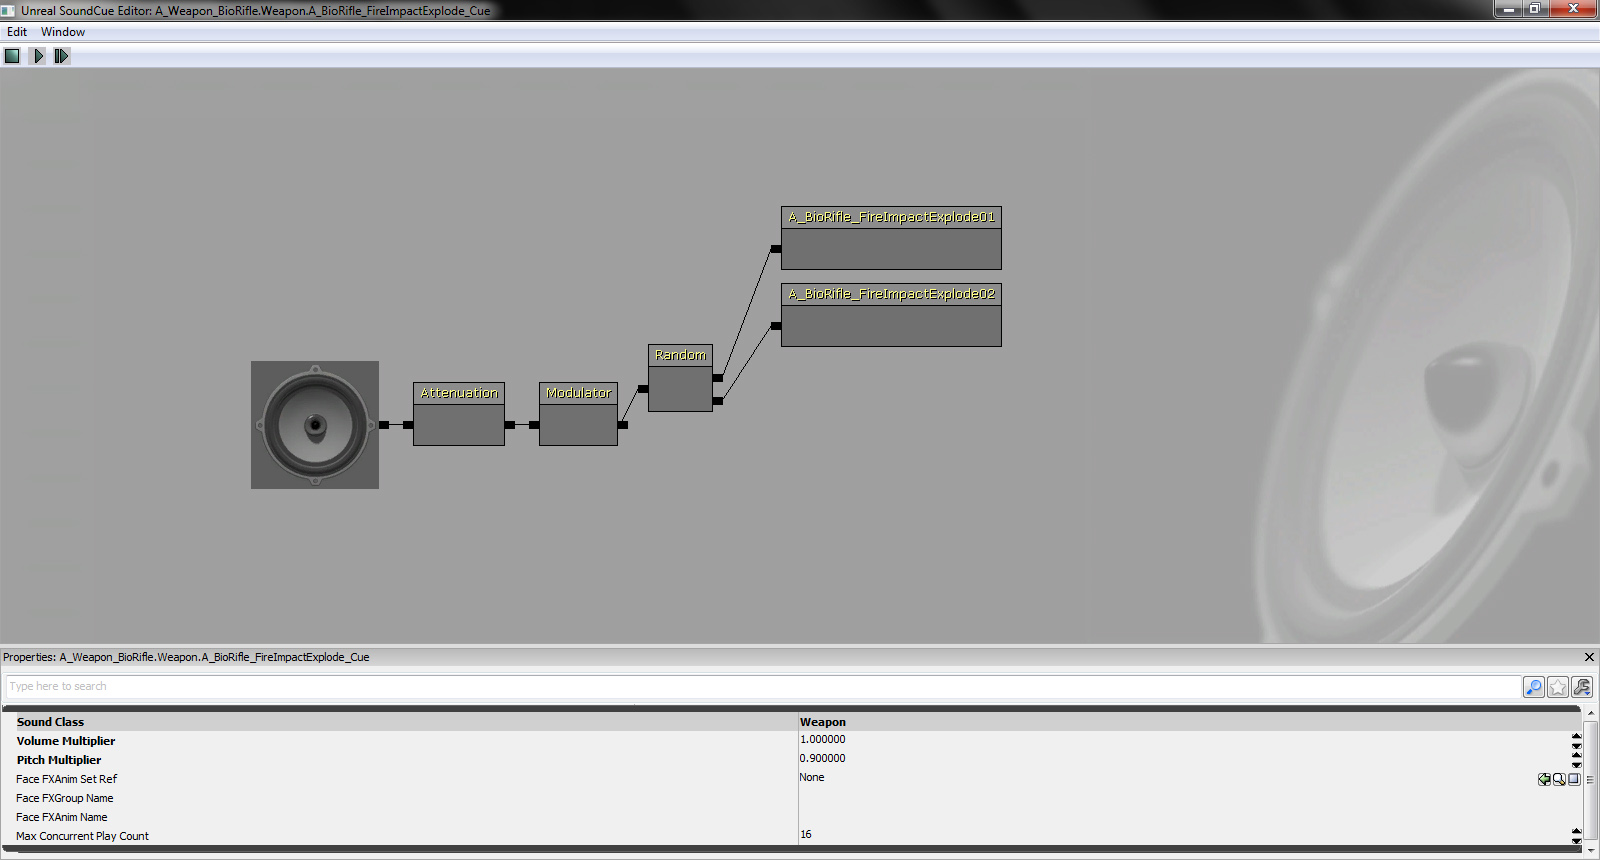 Unreal SoundCue Editor: A_Weapon_BioRifle.Weapon.A_BioRifle_FireImpactExplode_Cue
Edit Window
A_BioRifle_FireImpactExplode01
A_BioRifle_FireImpactExplode02
Random
Attenuation
Modulator
Properties: A_Weapon_BioRifle.Weapon.A_BioRifle_FireImpactExplode_Cue
Type here to search
Sound Class Weapon
Volume Multiplier 1.000000
Pitch Multiplier 0.900000
Face FXAnim Set Ref None
Face FXGroup Name
Face FXAnim Name
Max Concurrent Play Count 16